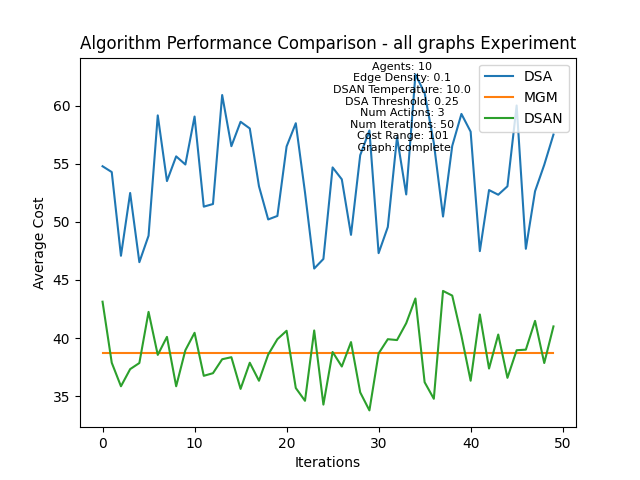 Algorithm Performance Comparison - all graphs Experiment
Agents: 10
Edge Density: 0.1
DSAN Temperature: 10.0
DSA Threshold: 0.25
Num Actions: 3
Num Iterations: 50
Cost Range: 101
Graph: complete
DSA
MGM
DSAN
Average Cost
60
55
50
45
40
35
0 10 20 30 40 50
Iterations